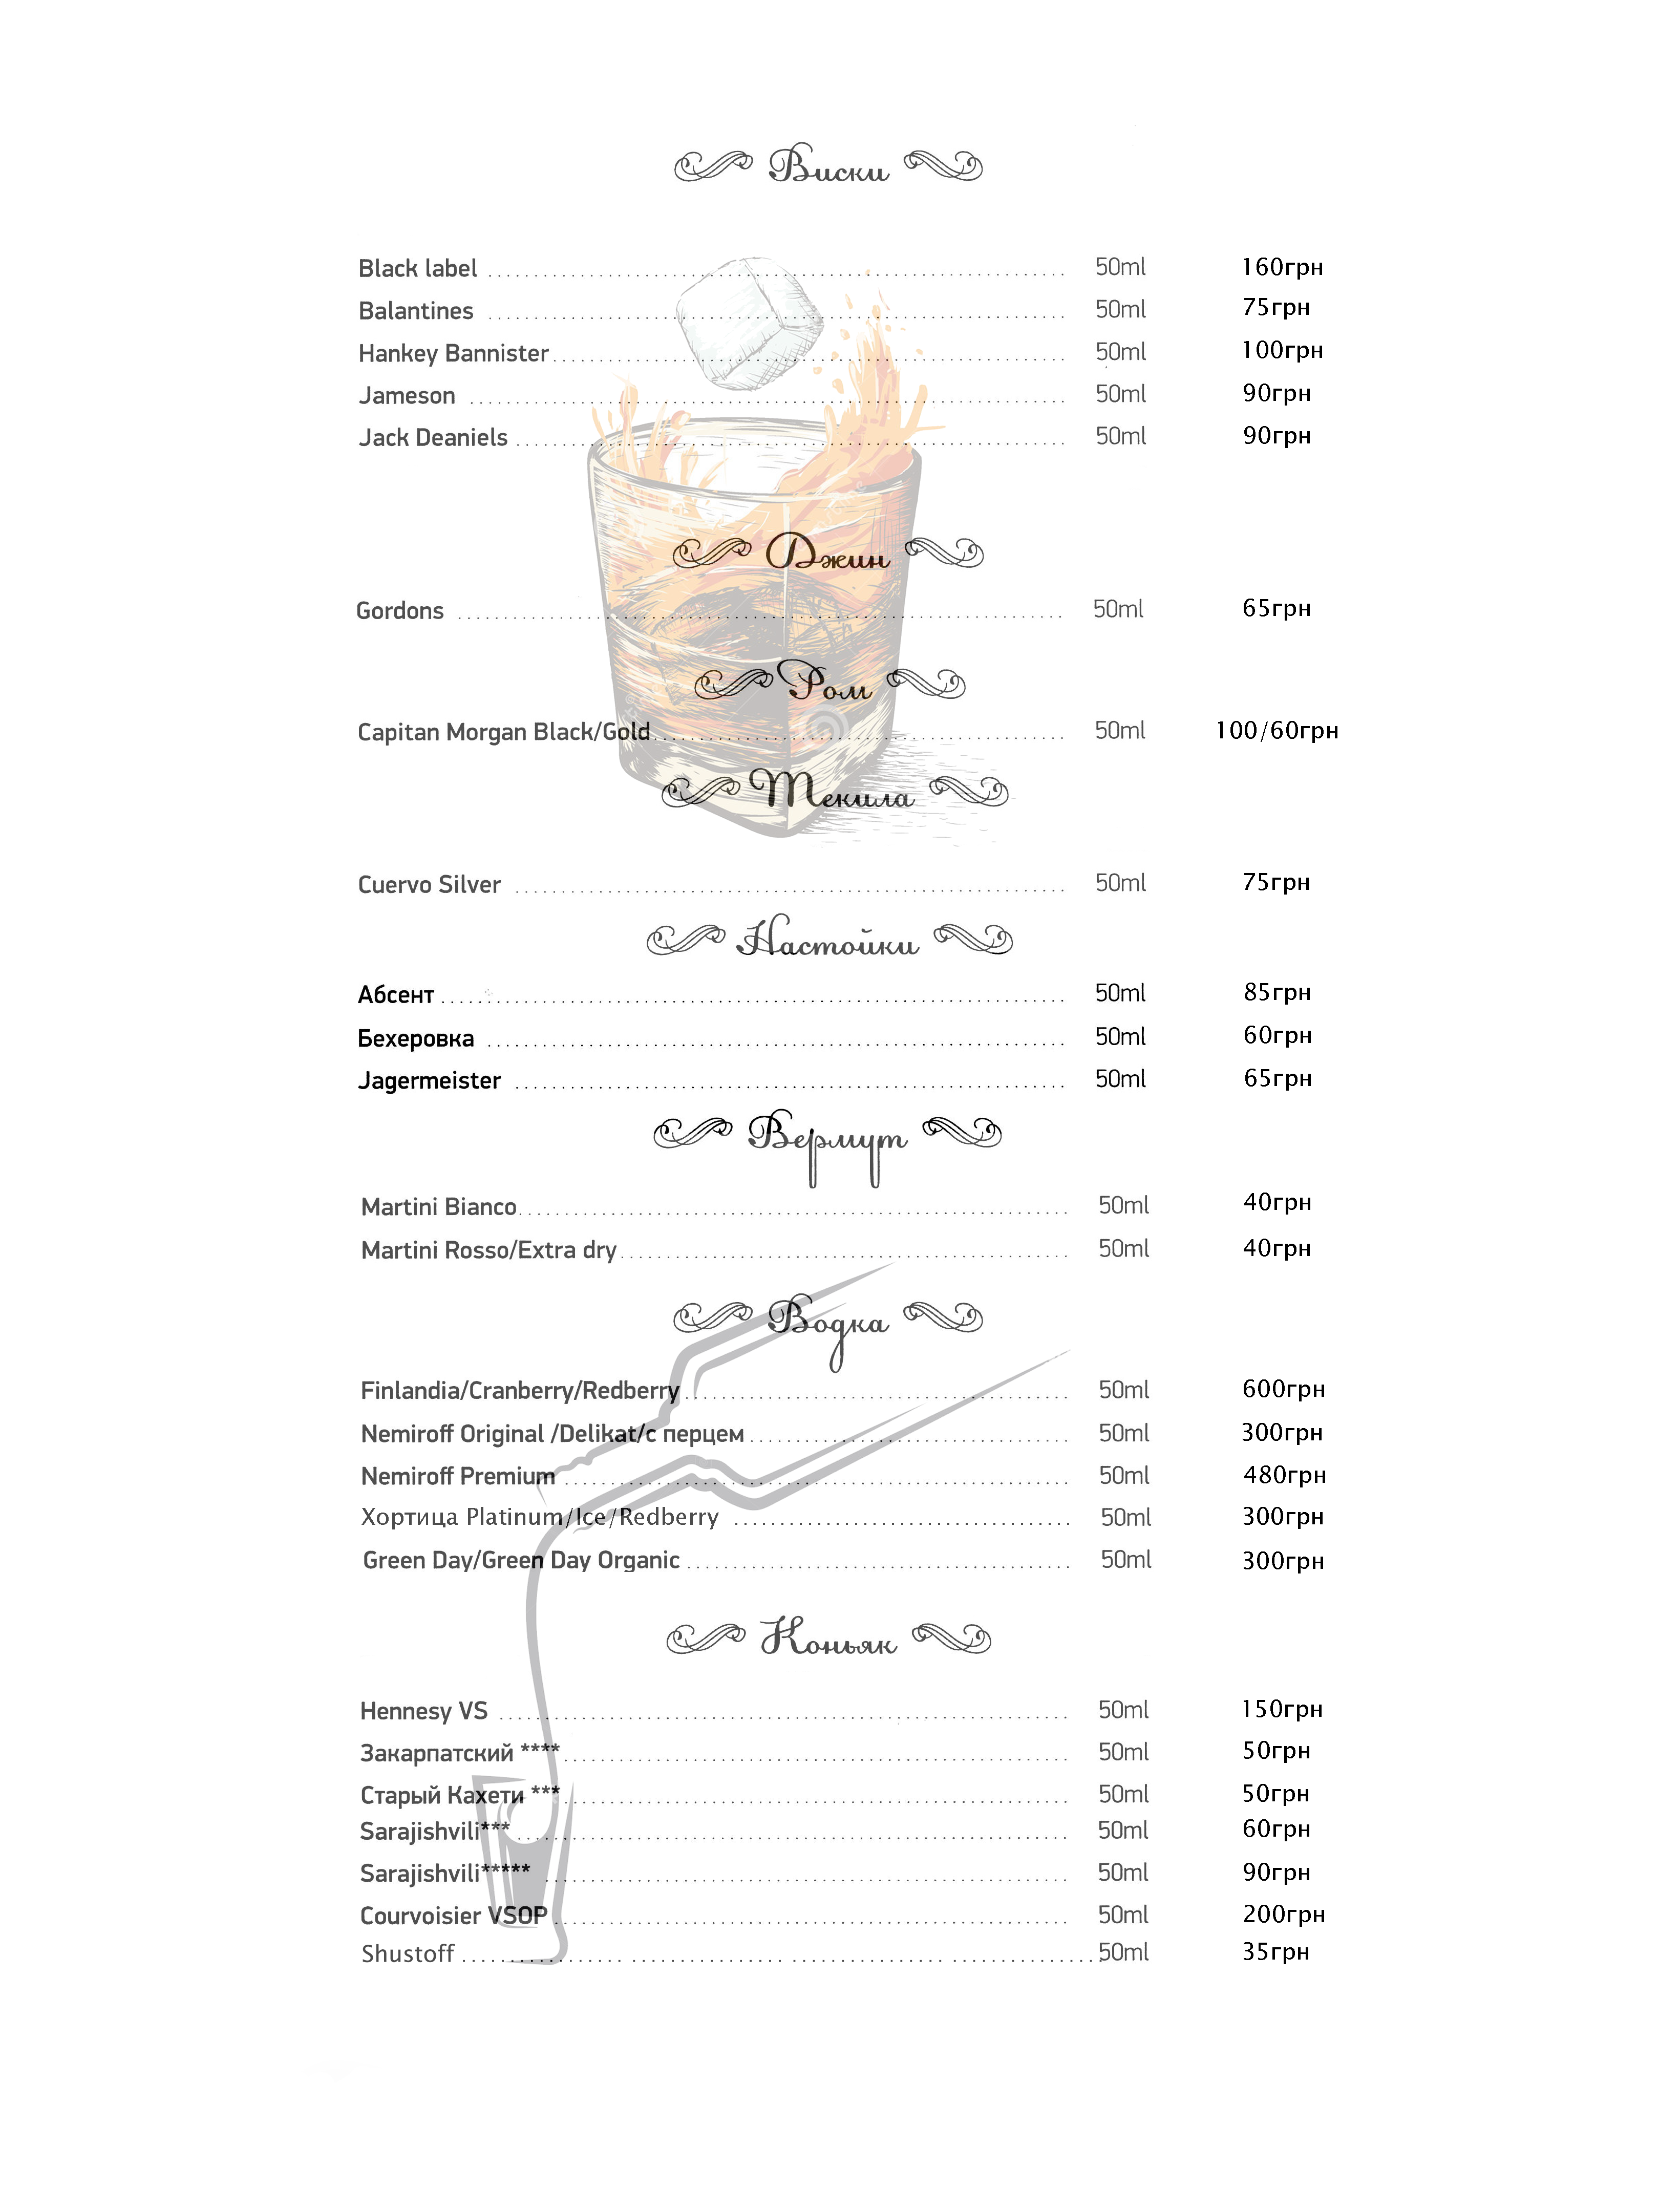 Виски
Black label 50ml 160грн
Balantines 50ml 75грн
Hankey Bannister 50ml 100грн
Jameson 50ml 90грн
Jack Deaniels 50ml 90грн
Джин
Gordons 50ml 65грн
Ром
Capitan Morgan Black/Gold 50ml 100/60грн
Текила
Cuervo Silver 50ml 75грн
Настойки
Абсент 50ml 85грн
Бехеровка 50ml 60грн
Jagermeister 50ml 65грн
Вермут
Martini Bianco 50ml 40грн
Martini Rosso/Extra dry 50ml 40грн
Водка
Finlandia/Cranberry/Redberry 50ml 600грн
Nemiroff Original /Delikat/с перцем 50ml 300грн
Nemiroff Premium 50ml 480грн
Хортица Platinum/Ice/Redberry 50ml 300грн
Green Day/Green Day Organic 50ml 300грн
Коньяк
Hennesy VS 50ml 150грн
Закарпатский **** 50ml 50грн
Старый Кахети *** 50ml 50грн
Sarajishvili*** 50ml 60грн
Sarajishvili***** 50ml 90грн
Courvoisier VSOP 50ml 200грн
Shustoff 50ml 35грн